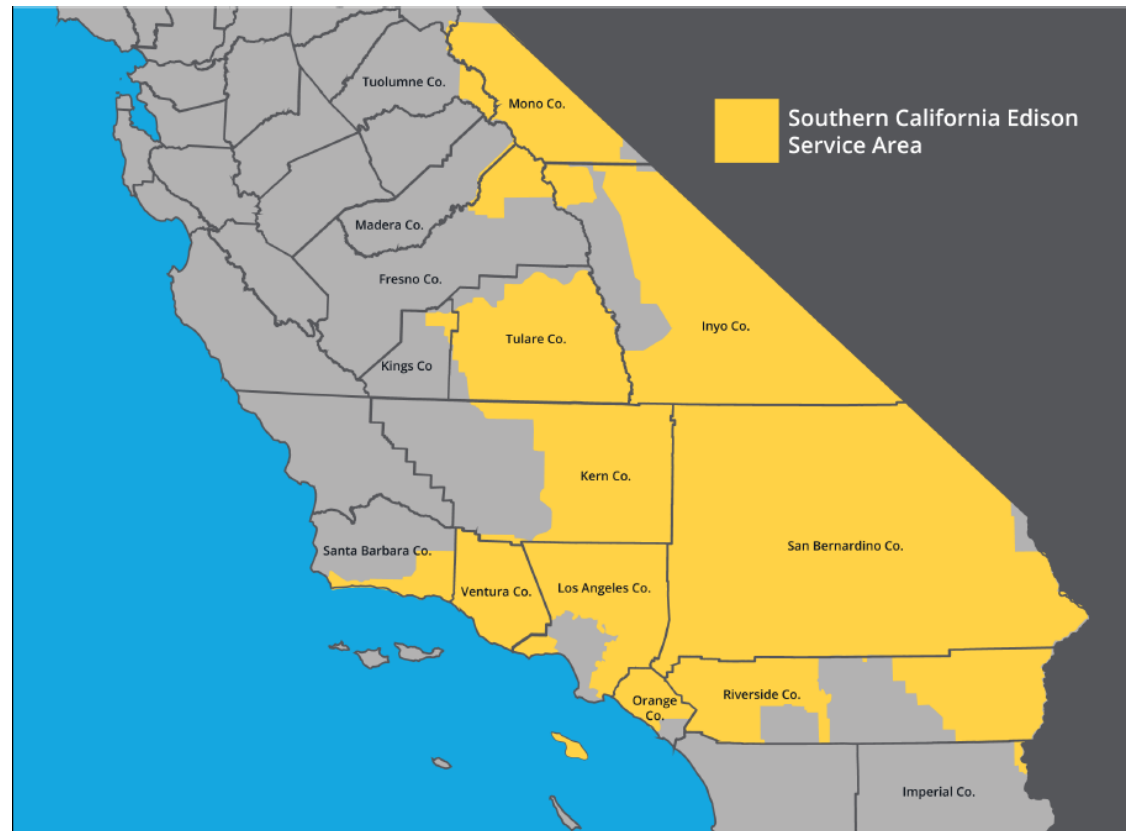 Tuolumne Co.
Mono Co.
Southern California Edison
Service Area
Madera Co.
Fresno Co.
Inyo Co.
Tulare Co.
Kings Co
Kern Co.
San Bernardino Co.
Santa Barbara Co.
Ventura Co.
Los Angeles Co.
Riverside Co.
Orange
Co.
Imperial Co.